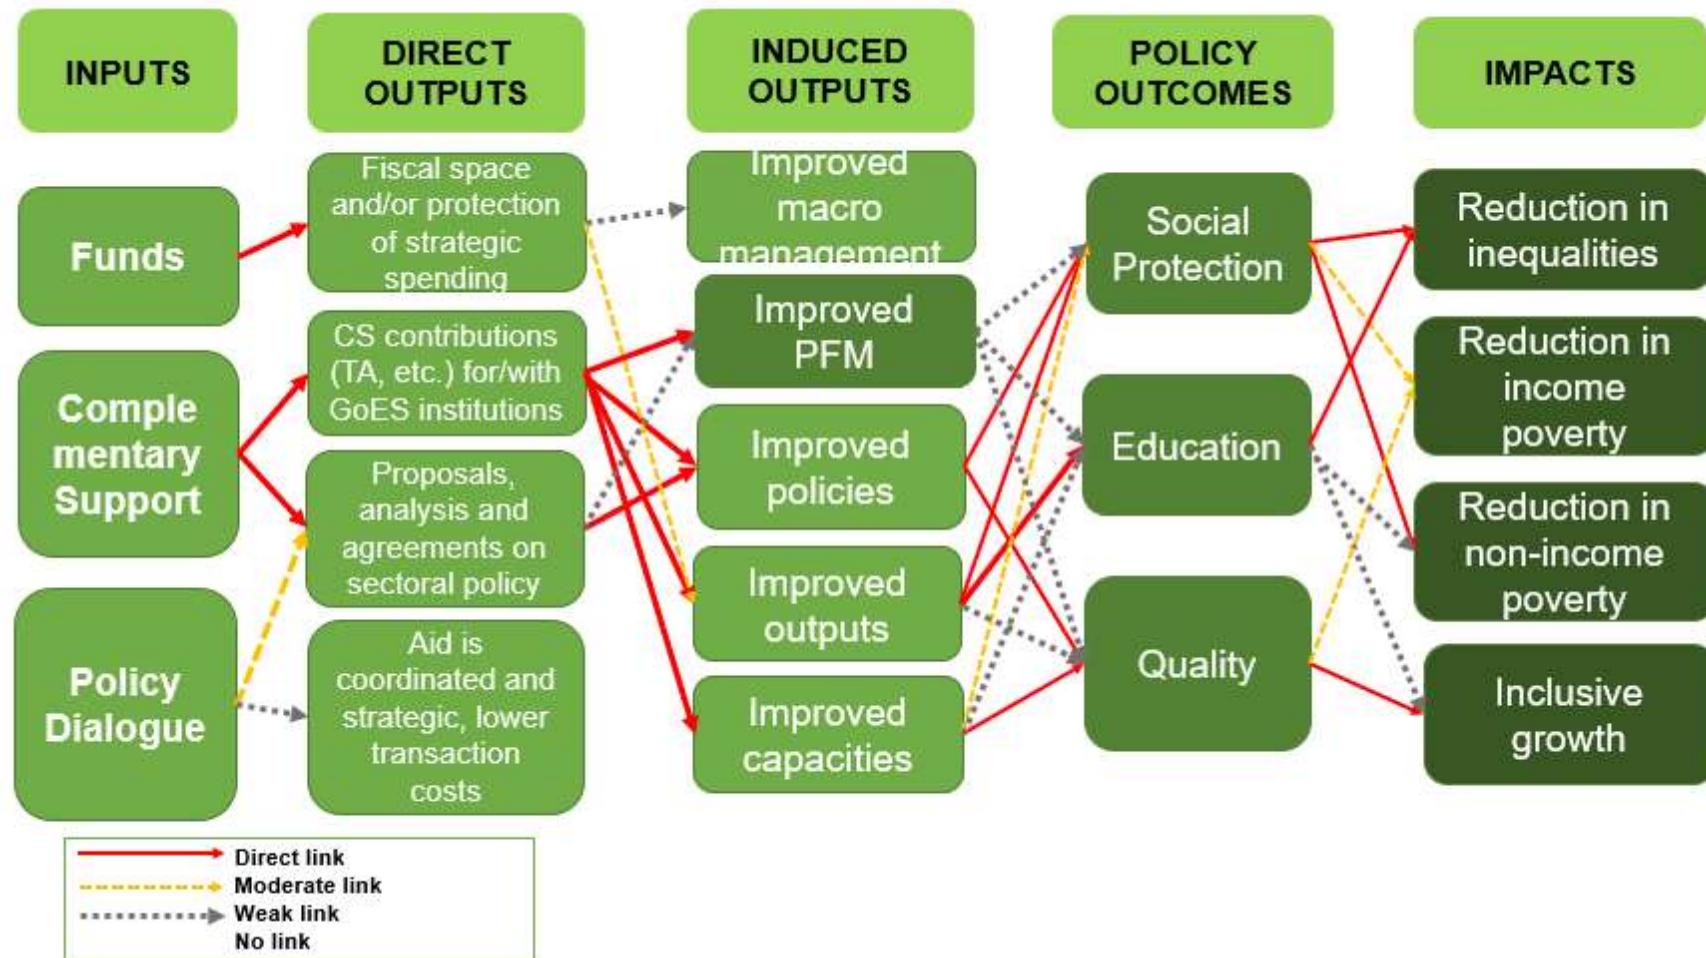 INPUTS
DIRECT
OUTPUTS
INDUCED
OUTPUTS
POLICY
OUTCOMES
IMPACTS
Funds
Comple
mentary
Support
Policy
Dialogue
Fiscal space
and/or protection
of strategic
spending
CS contributions
(TA, etc.) for/with
GoES institutions
Proposals,
analysis and
agreements on
sectoral policy
Aid is
coordinated and
strategic, lower
transaction
costs
Improved
macro
management
Improved
PFM
Improved
policies
Improved
outputs
Improved
capacities
Social
Protection
Education
Quality
Reduction in
inequalities
Reduction in
income
poverty
Reduction in
non-income
poverty
Inclusive
growth
Direct link
Moderate link
Weak link
No link